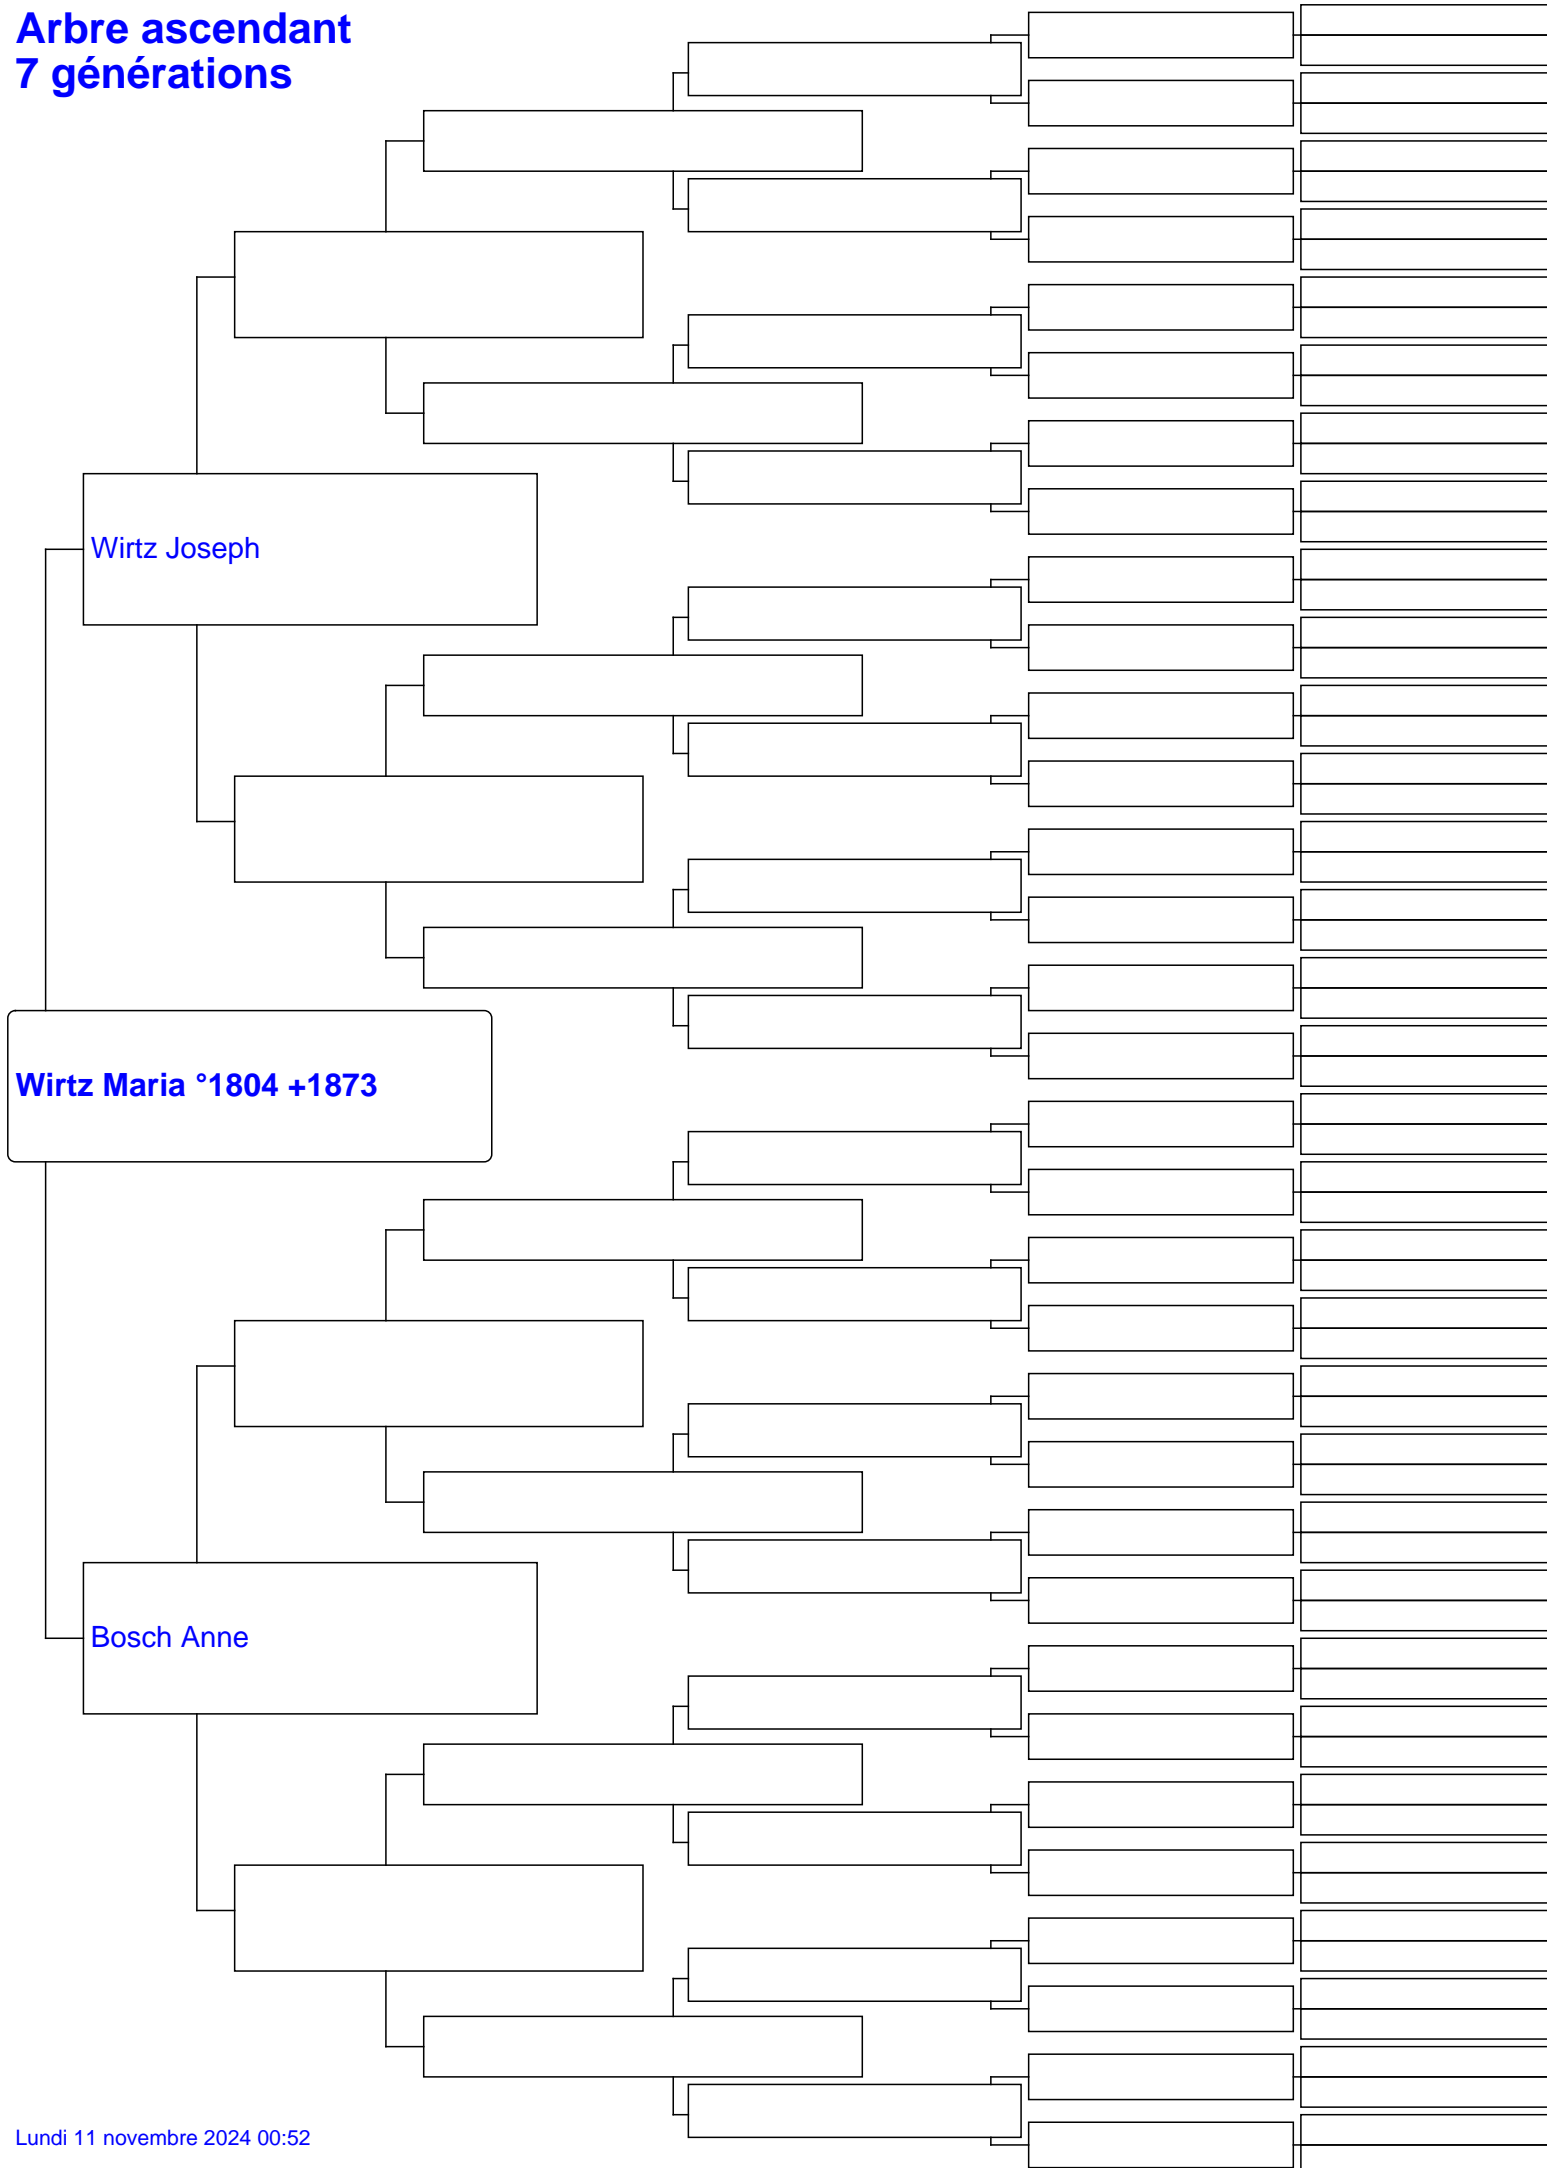 Arbre ascendant
7 générations
Wirtz Joseph
Wirtz Maria °1804 +1873
Bosch Anne
Lundi 11 novembre 2024 00:52